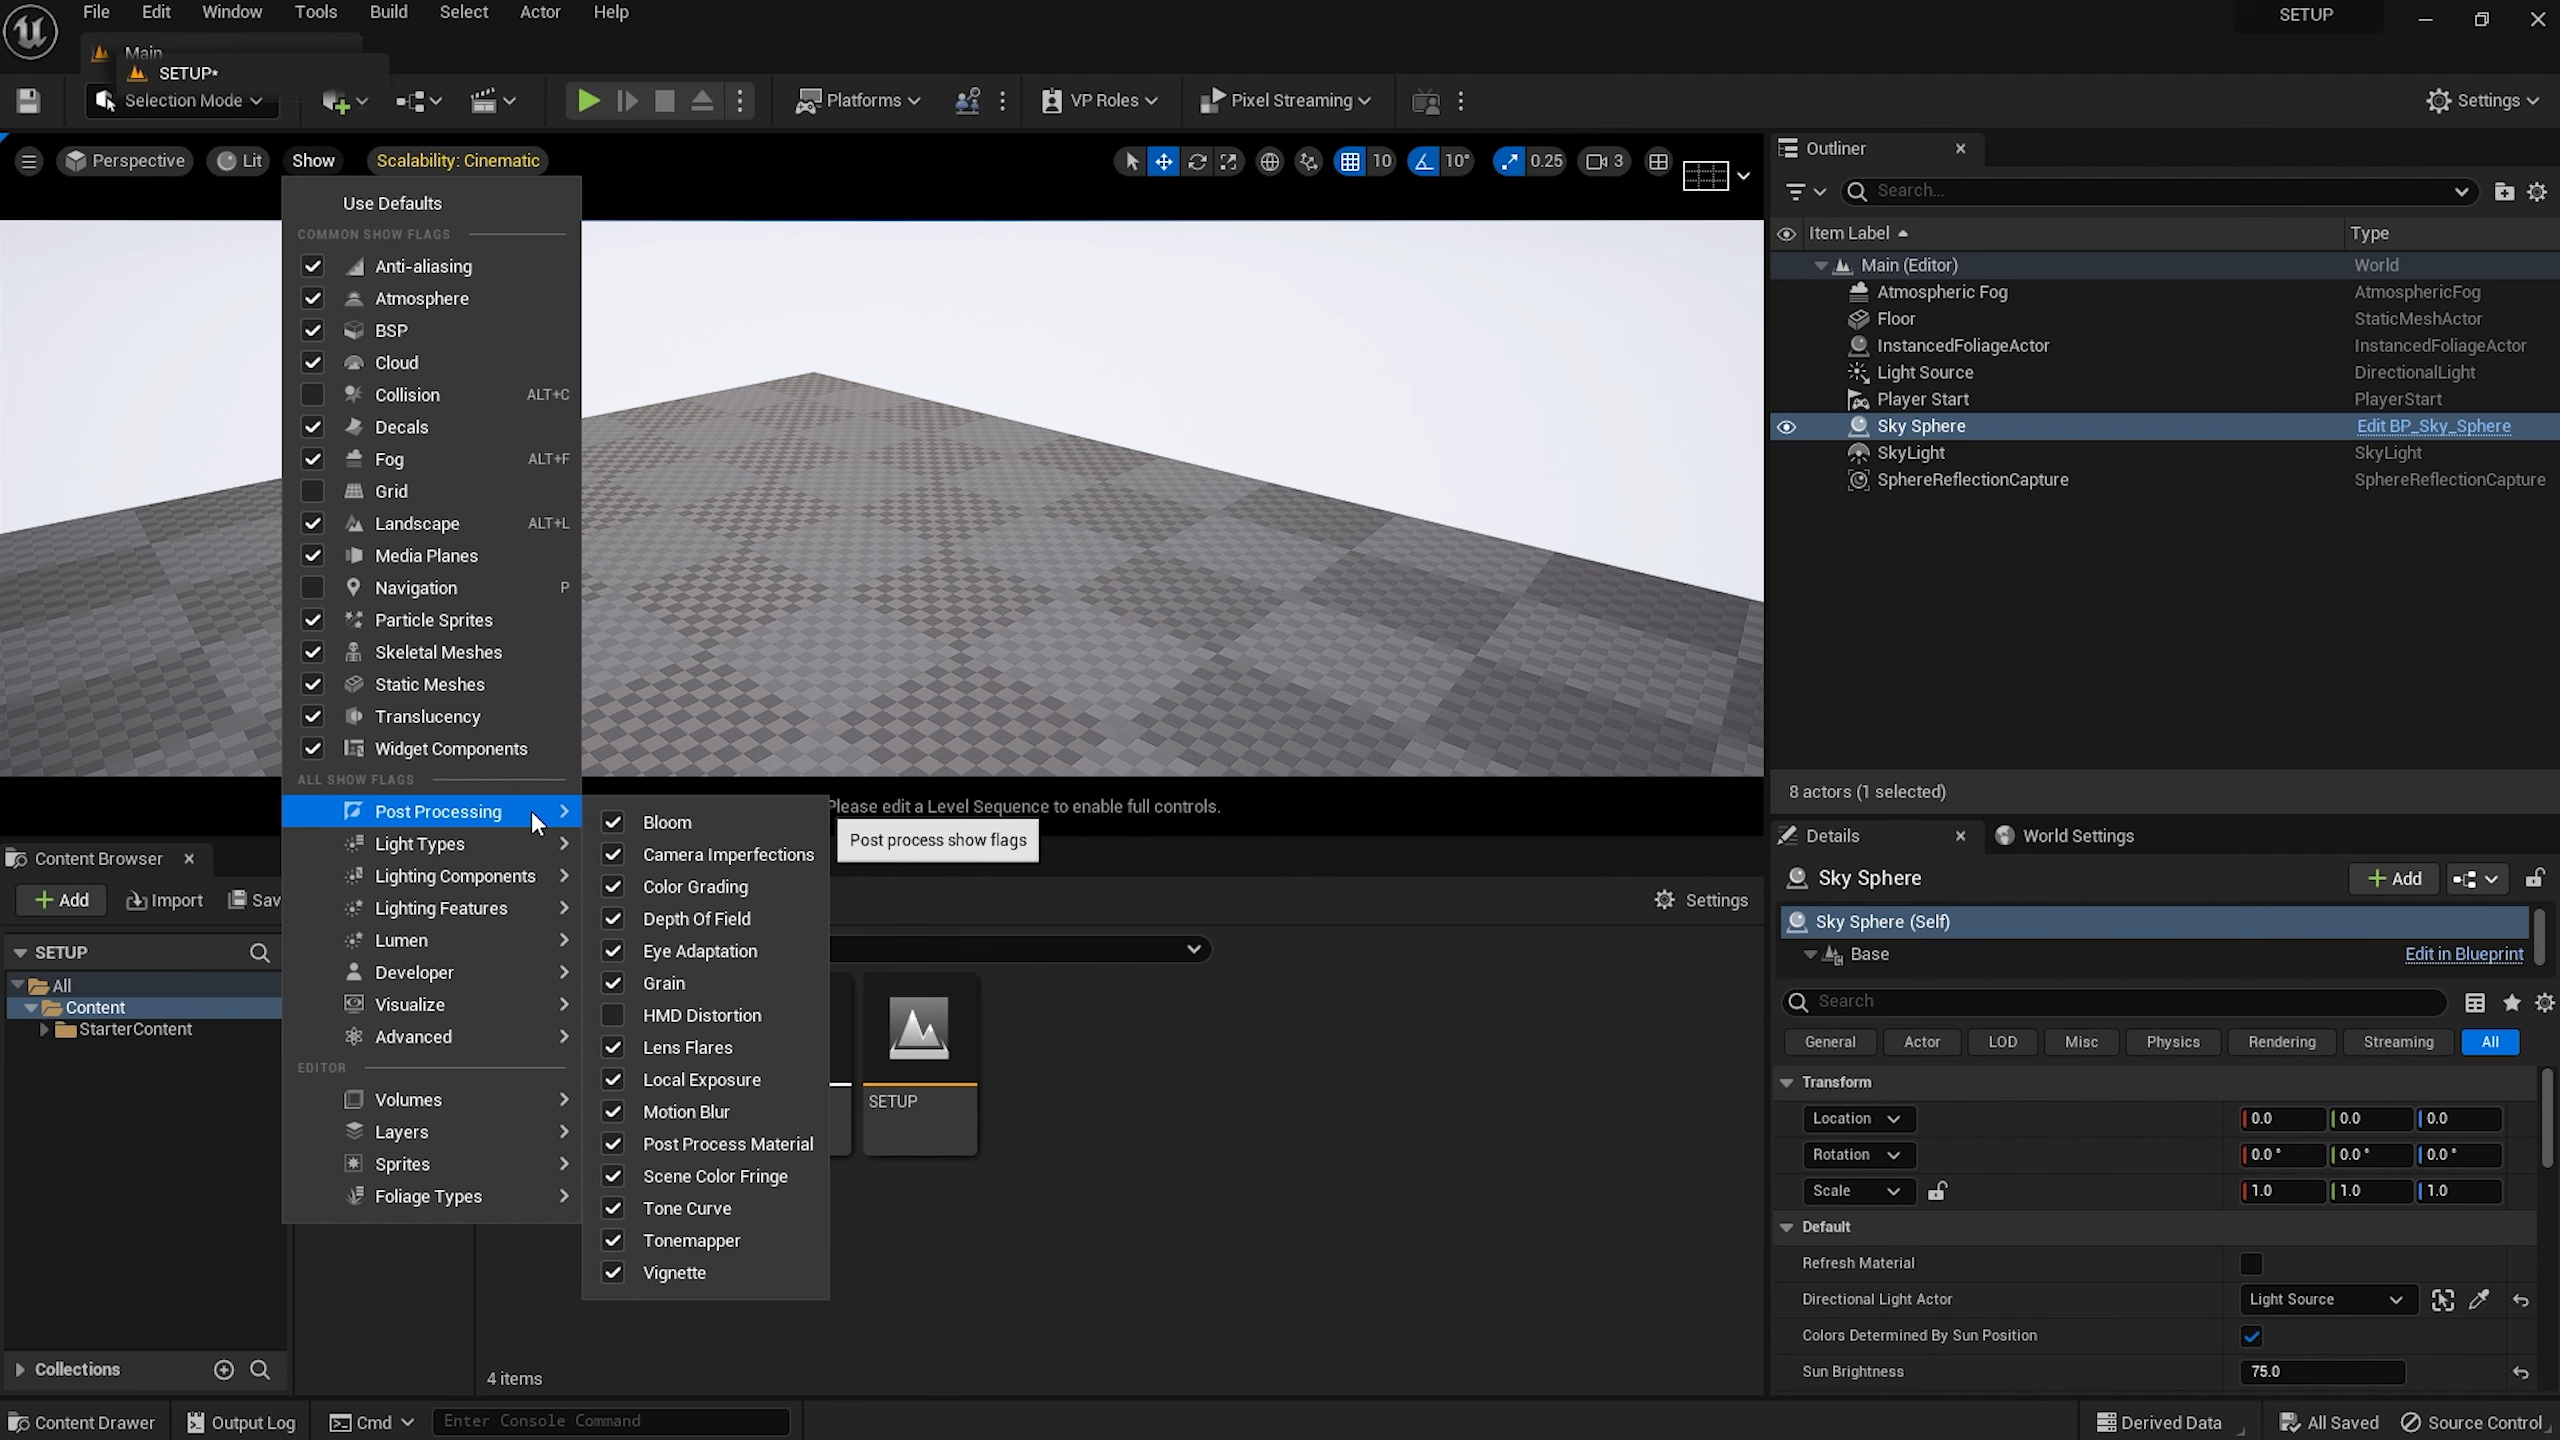 File Edit Window Tools Build Select Actor Help
SETUP
Main
SETUP*
Selection Mode
Platforms
VP Roles
Pixel Streaming
Settings
Perspective
Lit
Show
Scalability: Cinematic
10
10°
0.25
3
Use Defaults
COMMON SHOW FLAGS
Anti-aliasing
Atmosphere
BSP
Cloud
Collision ALT+C
Decals
Fog ALT+F
Grid
Landscape ALT+L
Media Planes
Navigation P
Particle Sprites
Skeletal Meshes
Static Meshes
Translucency
Widget Components
ALL SHOW FLAGS
Post Processing
Light Types
Lighting Components
Lighting Features
Lumen
Developer
Visualize
Advanced
EDITOR
Volumes
Layers
Sprites
Foliage Types
Bloom
Camera Imperfections
Color Grading
Depth Of Field
Eye Adaptation
Grain
HMD Distortion
Lens Flares
Local Exposure
Motion Blur
Post Process Material
Scene Color Fringe
Tone Curve
Tonemapper
Vignette
Please edit a Level Sequence to enable full controls.
Post process show flags
Content Browser
Add
Import
Sav
Settings
SETUP
All
Content
StarterContent
Collections
SETUP
4 items
Outliner
Search...
Item Label Type
Main (Editor) World
Atmospheric Fog AtmosphericFog
Floor StaticMeshActor
InstancedFoliageActor InstancedFoliageActor
Light Source DirectionalLight
Player Start PlayerStart
Sky Sphere Edit BP_Sky_Sphere
SkyLight SkyLight
SphereReflectionCapture SphereReflectionCapture
8 actors (1 selected)
Details
World Settings
Sky Sphere
Add
Sky Sphere (Self)
Base Edit in Blueprint
Search
General Actor LOD Misc Physics Rendering Streaming All
Transform
Location 0.0 0.0 0.0
Rotation 0.0 ° 0.0 ° 0.0 °
Scale 1.0 1.0 1.0
Default
Refresh Material
Directional Light Actor Light Source
Colors Determined By Sun Position
Sun Brightness 75.0
Content Drawer
Output Log
Cmd
Enter Console Command
Derived Data
All Saved
Source Control